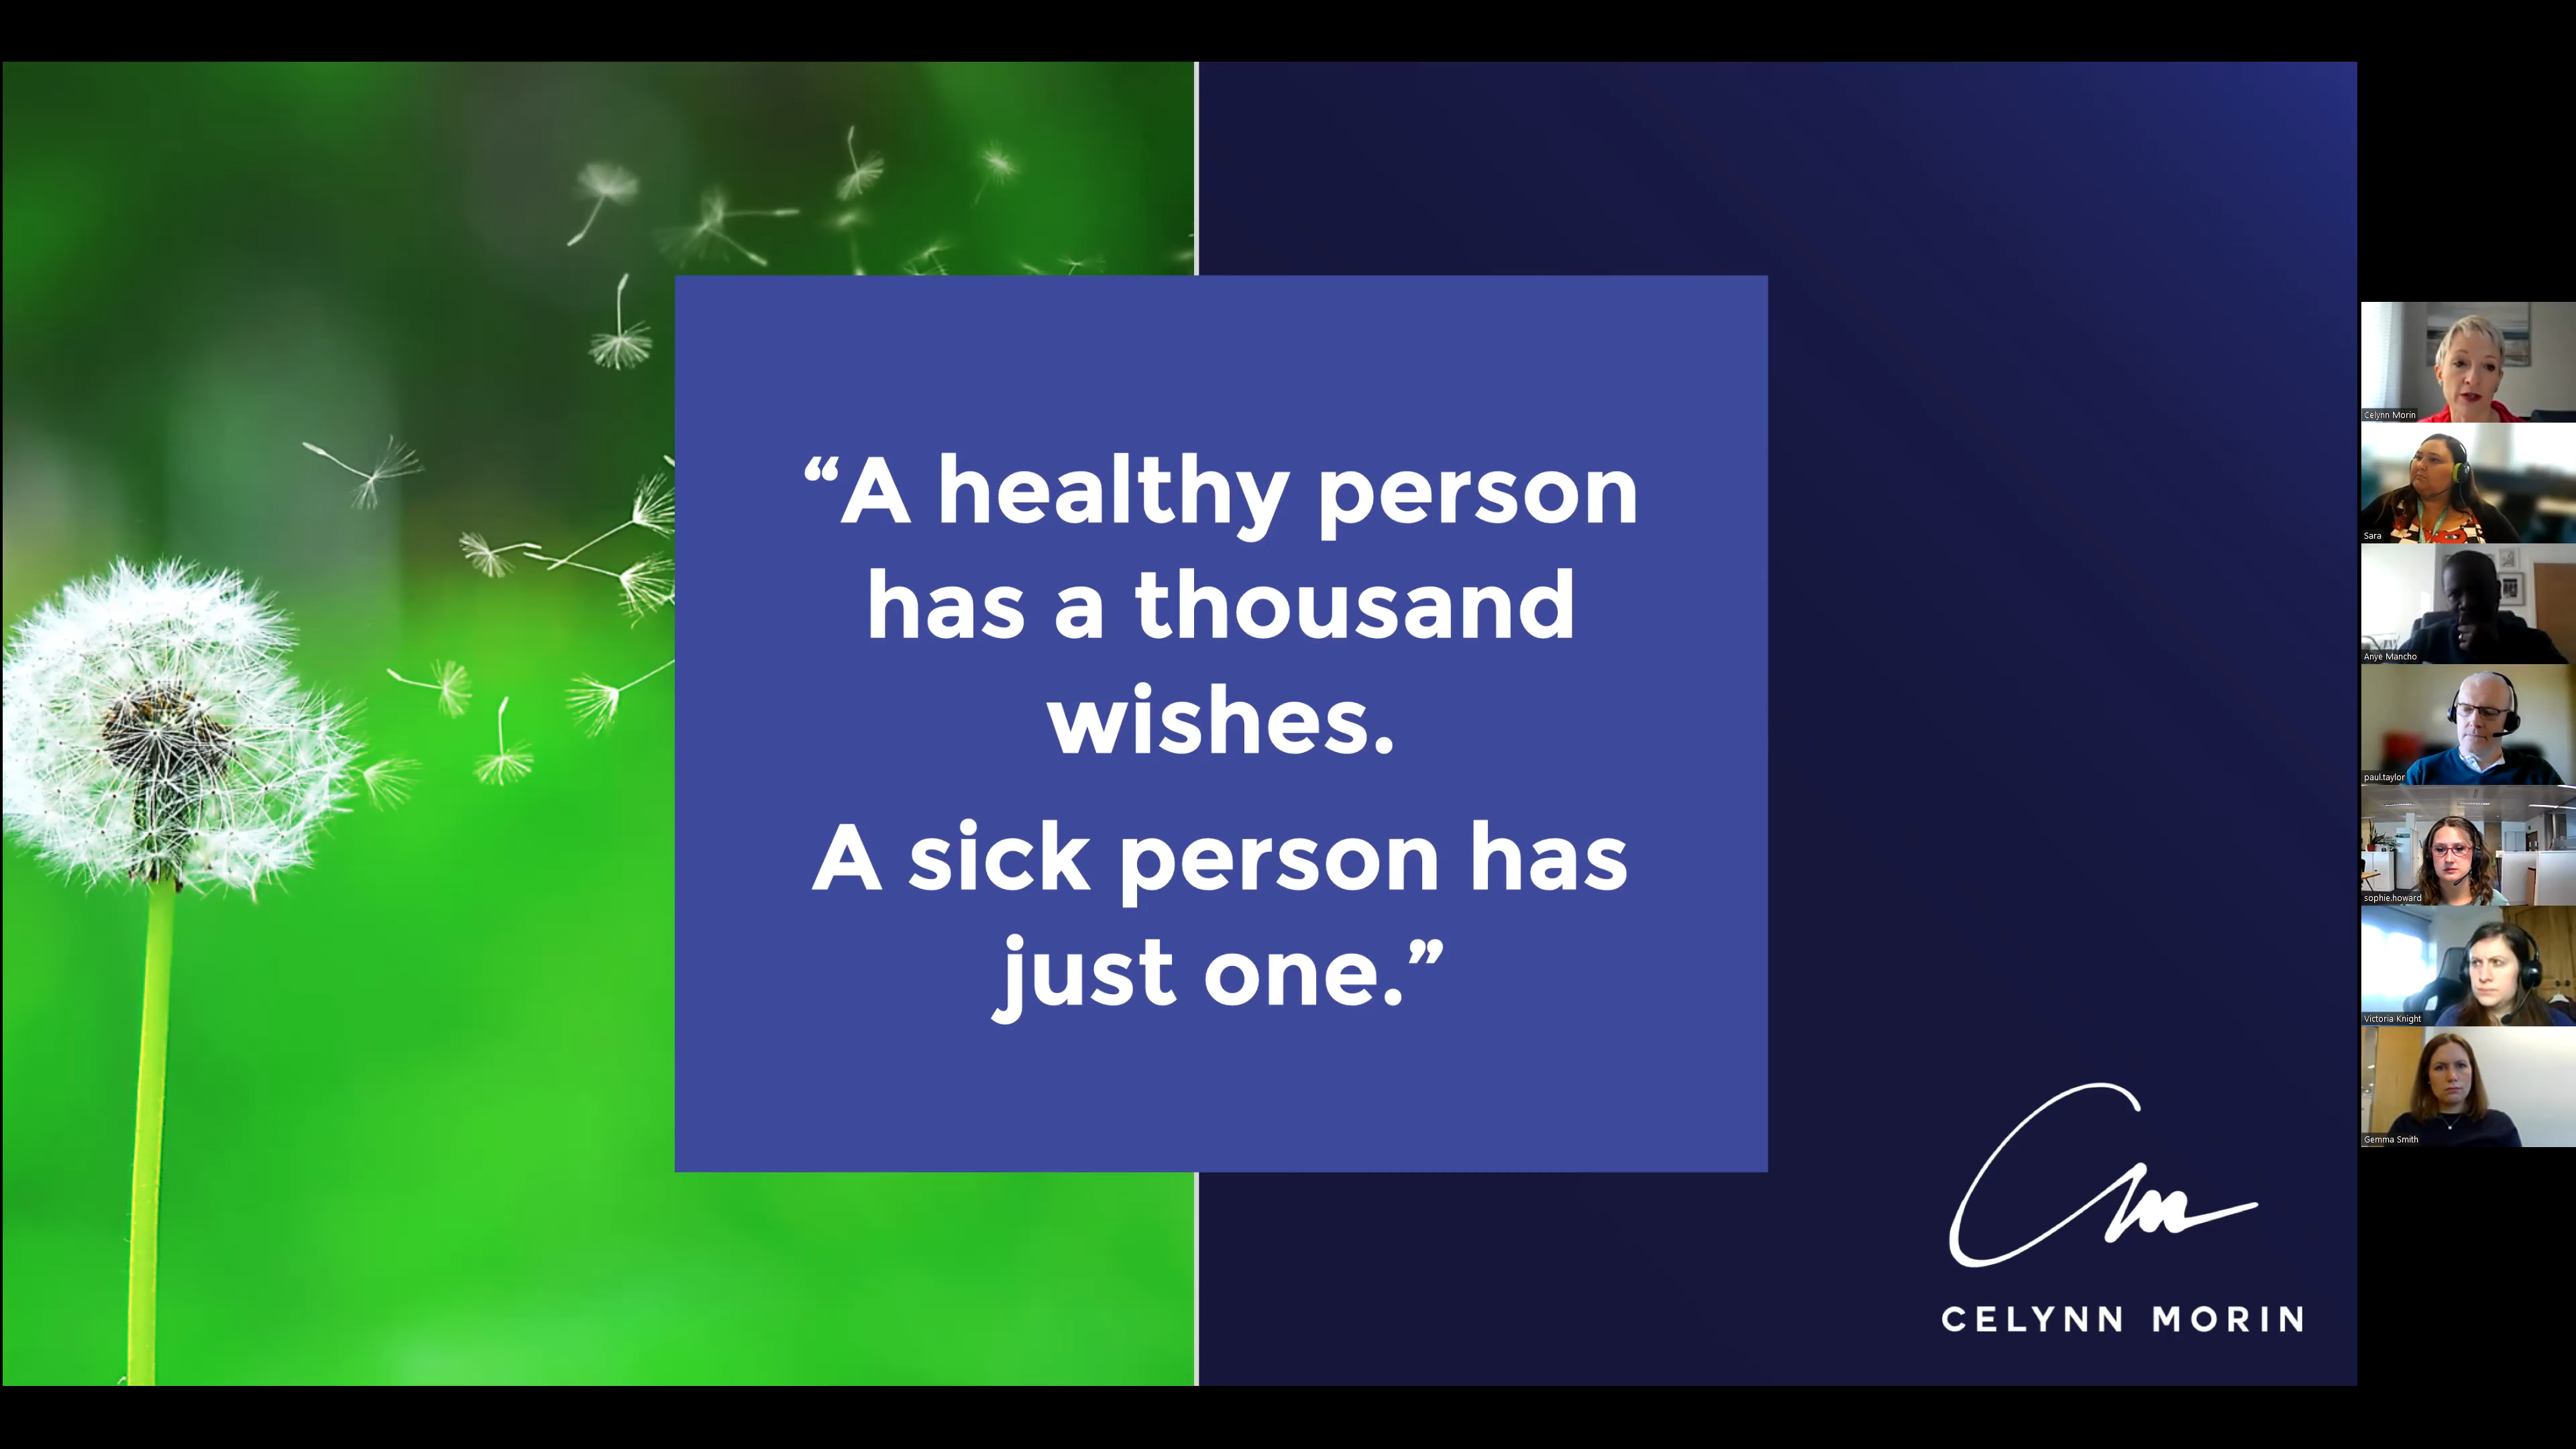 “A healthy person
has a thousand
wishes.
A sick person has
just one.”
CELYNN MORIN
Celynn Morin
Sara
Anye Mancho
paul.taylor
sophie.howard
Victoria Knight
Gemma Smith